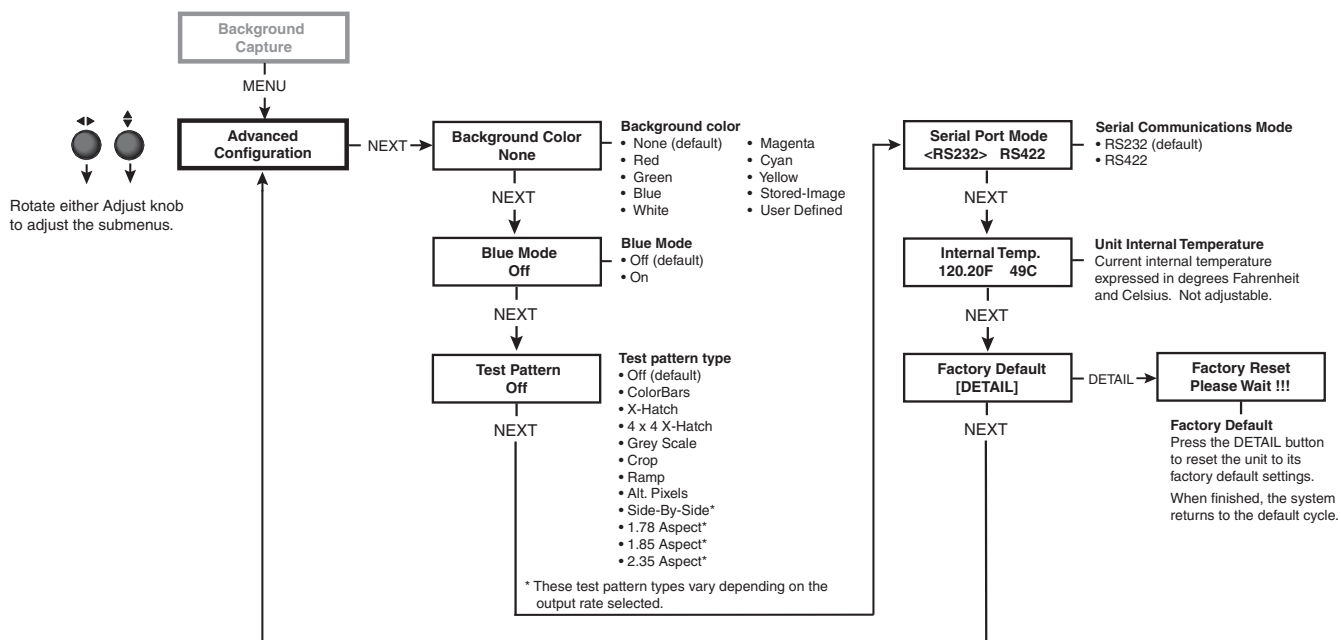 Background
Capture
MENU
Advanced
Configuration
Rotate either Adjust knob
to adjust the submenus.
NEXT
Background Color
None
Background color
• None (default)
• Red
• Green
• Blue
• White
• Magenta
• Cyan
• Yellow
• Stored-Image
• User Defined
NEXT
Blue Mode
Off
Blue Mode
• Off (default)
• On
NEXT
Test Pattern
Off
Test pattern type
• Off (default)
• ColorBars
• X-Hatch
• 4 x 4 X-Hatch
• Grey Scale
• Crop
• Ramp
• Alt. Pixels
• Side-By-Side*
• 1.78 Aspect*
• 1.85 Aspect*
• 2.35 Aspect*
* These test pattern types vary depending on the
output rate selected.
NEXT
Serial Port Mode
<RS232> RS422
Serial Communications Mode
• RS232 (default)
• RS422
NEXT
Internal Temp.
120.20F 49C
Unit Internal Temperature
Current internal temperature
expressed in degrees Fahrenheit
and Celsius. Not adjustable.
NEXT
Factory Default
[DETAIL]
DETAIL
Factory Reset
Please Wait !!!
Factory Default
Press the DETAIL button
to reset the unit to its
factory default settings.
When finished, the system
returns to the default cycle.
NEXT